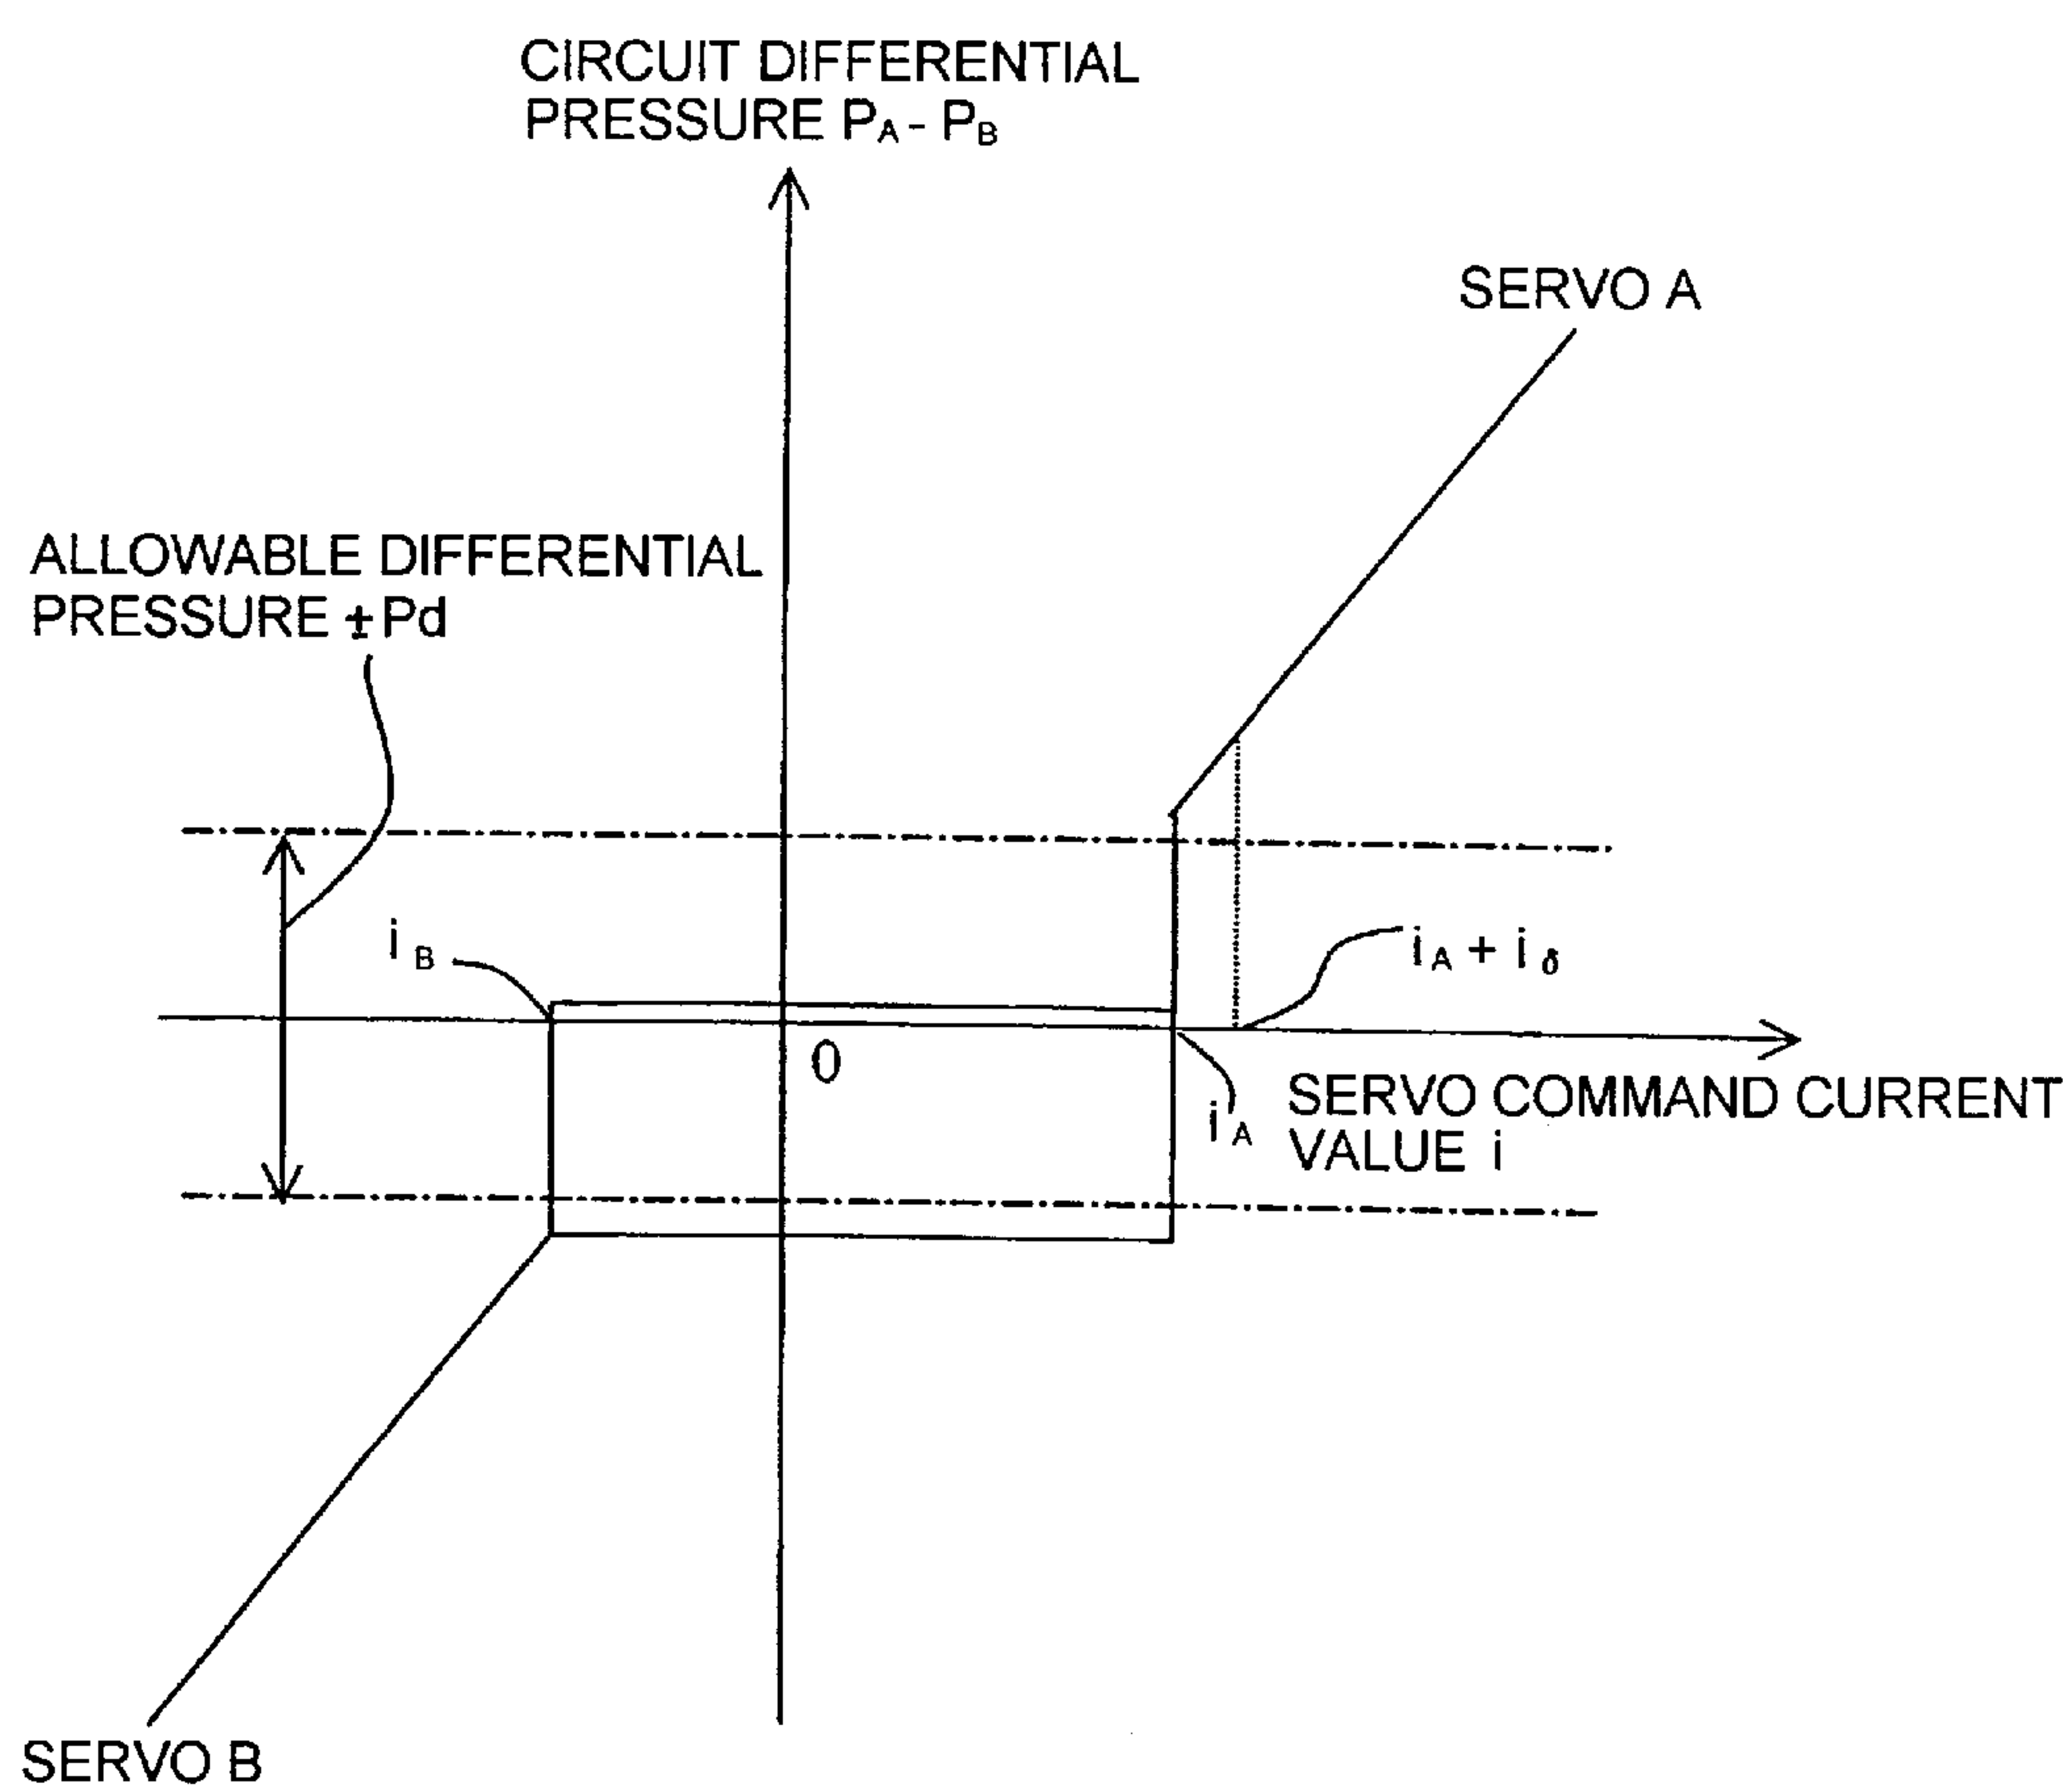 CIRCUIT DIFFERENTIAL
PRESSURE PA - PB
SERVO A
ALLOWABLE DIFFERENTIAL
PRESSURE ±Pd
iB
iA + iδ
0
iA
SERVO COMMAND CURRENT
VALUE i
SERVO B